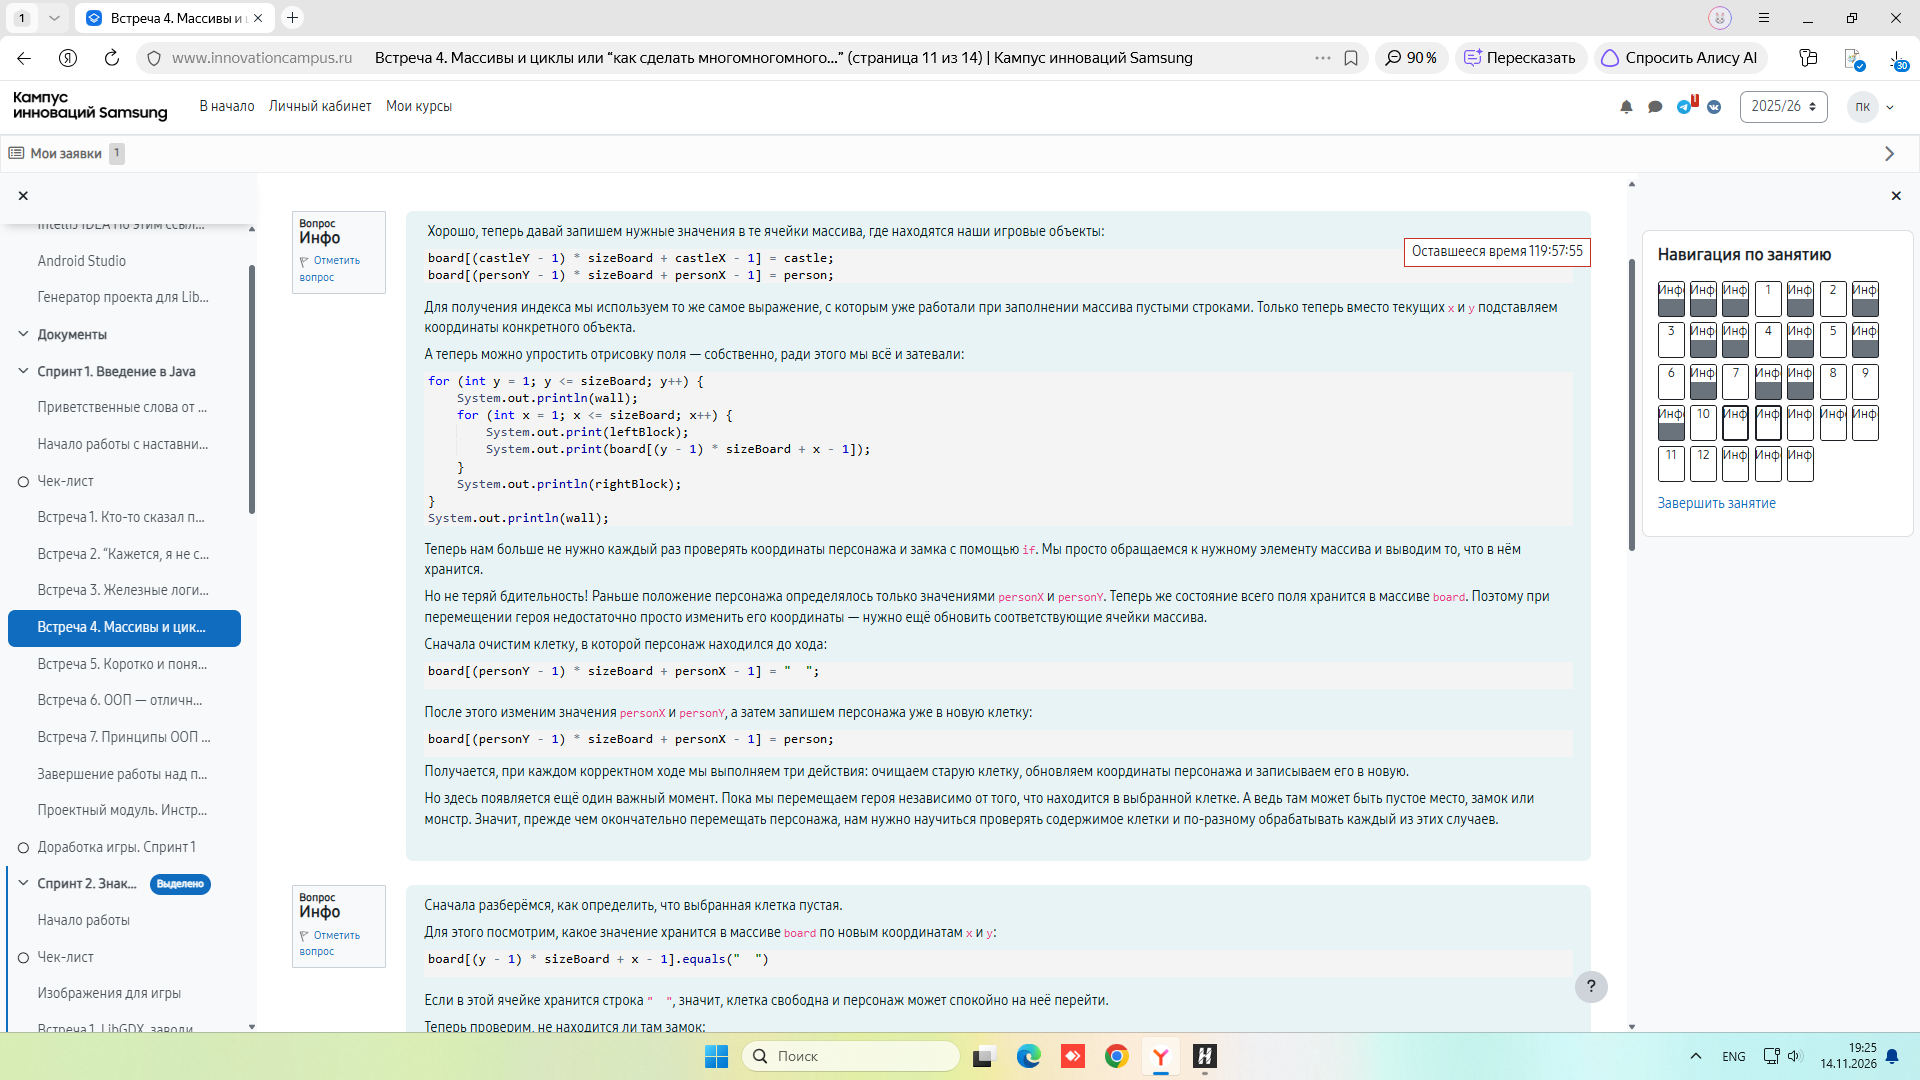 1
Встреча 4. Массивы и ц
www.innovationcampus.ru
Встреча 4. Массивы и циклы или “как сделать многомногомного...” (страница 11 из 14) | Кампус инноваций Samsung
90 %
Пересказать
Спросить Алису AI
30
Кампус
инноваций Samsung
В начало
Личный кабинет
Мои курсы
1
2025/26
ПК
Мои заявки
1
IntelliJ IDEA по этим ссыл...
Android Studio
Генератор проекта для Lib...
Документы
Спринт 1. Введение в Java
Приветственные слова от ...
Начало работы с наставни...
Чек-лист
Встреча 1. Кто-то сказал п...
Встреча 2. “Кажется, я не с...
Встреча 3. Железные логи...
Встреча 4. Массивы и цик...
Встреча 5. Коротко и поня...
Встреча 6. ООП — отличн...
Встреча 7. Принципы ООП ...
Завершение работы над п...
Проектный модуль. Инстр...
Доработка игры. Спринт 1
Спринт 2. Знак...
Выделено
Начало работы
Чек-лист
Изображения для игры
Встреча 1. LibGDX, заводи
Вопрос
Инфо
Отметить
вопрос
Хорошо, теперь давай запишем нужные значения в те ячейки массива, где находятся наши игровые объекты:
Оставшееся время 119:57:55
board[(castleY - 1) * sizeBoard + castleX - 1] = castle;
board[(personY - 1) * sizeBoard + personX - 1] = person;
Для получения индекса мы используем то же самое выражение, с которым уже работали при заполнении массива пустыми строками. Только теперь вместо текущих x и y подставляем
координаты конкретного объекта.
А теперь можно упростить отрисовку поля — собственно, ради этого мы всё и затевали:
for (int y = 1; y <= sizeBoard; y++) {
    System.out.println(wall);
    for (int x = 1; x <= sizeBoard; x++) {
        System.out.print(leftBlock);
        System.out.print(board[(y - 1) * sizeBoard + x - 1]);
    }
    System.out.println(rightBlock);
}
System.out.println(wall);
Теперь нам больше не нужно каждый раз проверять координаты персонажа и замка с помощью if. Мы просто обращаемся к нужному элементу массива и выводим то, что в нём
хранится.
Но не теряй бдительность! Раньше положение персонажа определялось только значениями personX и personY. Теперь же состояние всего поля хранится в массиве board. Поэтому при
перемещении героя недостаточно просто изменить его координаты — нужно ещё обновить соответствующие ячейки массива.
Сначала очистим клетку, в которой персонаж находился до хода:
board[(personY - 1) * sizeBoard + personX - 1] = "  ";
После этого изменим значения personX и personY, а затем запишем персонажа уже в новую клетку:
board[(personY - 1) * sizeBoard + personX - 1] = person;
Получается, при каждом корректном ходе мы выполняем три действия: очищаем старую клетку, обновляем координаты персонажа и записываем его в новую.
Но здесь появляется ещё один важный момент. Пока мы перемещаем героя независимо от того, что находится в выбранной клетке. А ведь там может быть пустое место, замок или
монстр. Значит, прежде чем окончательно перемещать персонажа, нам нужно научиться проверять содержимое клетки и по-разному обрабатывать каждый из этих случаев.
Вопрос
Инфо
Отметить
вопрос
Сначала разберёмся, как определить, что выбранная клетка пустая.
Для этого посмотрим, какое значение хранится в массиве board по новым координатам x и y:
board[(y - 1) * sizeBoard + x - 1].equals("  ")
Если в этой ячейке хранится строка "  ", значит, клетка свободна и персонаж может спокойно на неё перейти.
Теперь проверим, не находится ли там замок:
?
Навигация по занятию
Инф Инф Инф 1 Инф 2 Инф
3 Инф Инф 4 Инф 5 Инф
6 Инф 7 Инф Инф 8 9
Инф 10 Инф Инф Инф Инф Инф
11 12 Инф Инф Инф
Завершить занятие
Поиск
ENG
19:25
14.11.2026